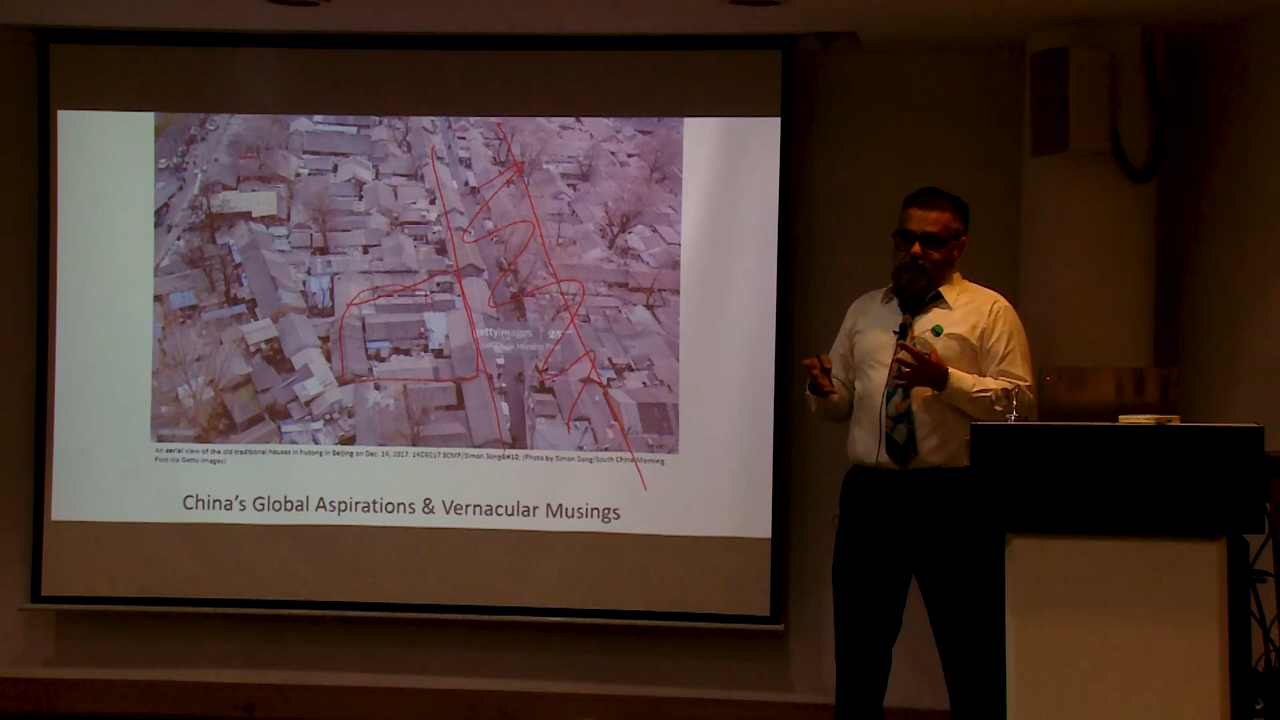 gettyimages
An aerial view of the old traditional houses in hutong in Beijing on Dec. 14, 2017. 14DEC17 SCMP/Simon Song&#10; (Photo by Simon Song/South China Morning
Post via Getty Images)
China's Global Aspirations & Vernacular Musings